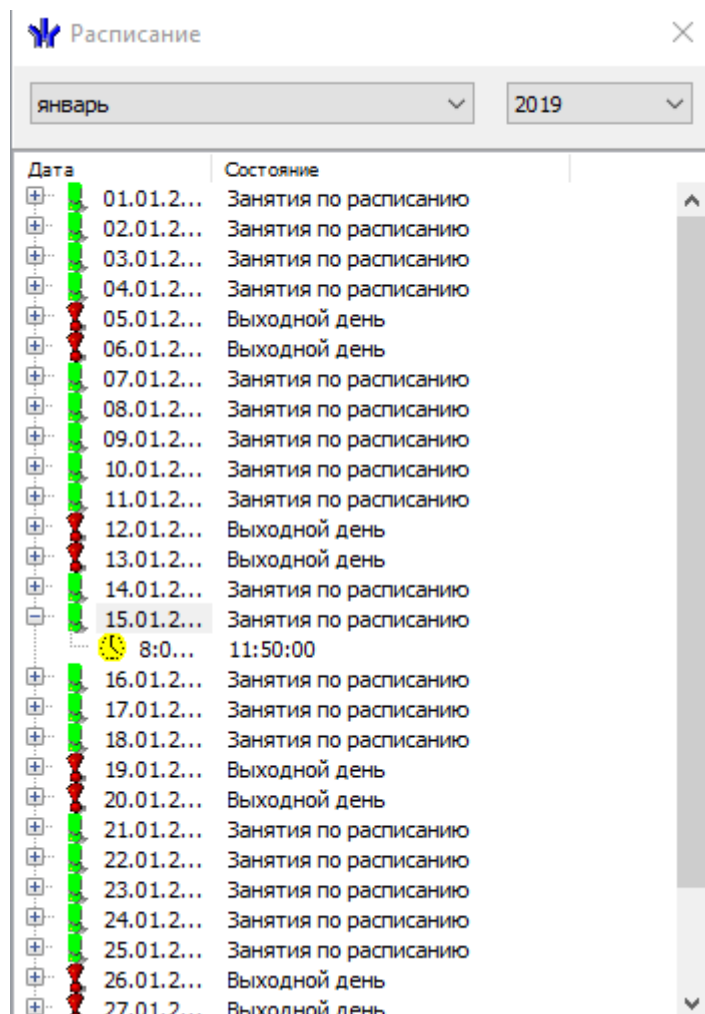 Расписание
январь 2019
Дата Состояние
01.01.2... Занятия по расписанию
02.01.2... Занятия по расписанию
03.01.2... Занятия по расписанию
04.01.2... Занятия по расписанию
05.01.2... Выходной день
06.01.2... Выходной день
07.01.2... Занятия по расписанию
08.01.2... Занятия по расписанию
09.01.2... Занятия по расписанию
10.01.2... Занятия по расписанию
11.01.2... Занятия по расписанию
12.01.2... Выходной день
13.01.2... Выходной день
14.01.2... Занятия по расписанию
15.01.2... Занятия по расписанию
8:0... 11:50:00
16.01.2... Занятия по расписанию
17.01.2... Занятия по расписанию
18.01.2... Занятия по расписанию
19.01.2... Выходной день
20.01.2... Выходной день
21.01.2... Занятия по расписанию
22.01.2... Занятия по расписанию
23.01.2... Занятия по расписанию
24.01.2... Занятия по расписанию
25.01.2... Занятия по расписанию
26.01.2... Выходной день
27.01.2... Выходной день